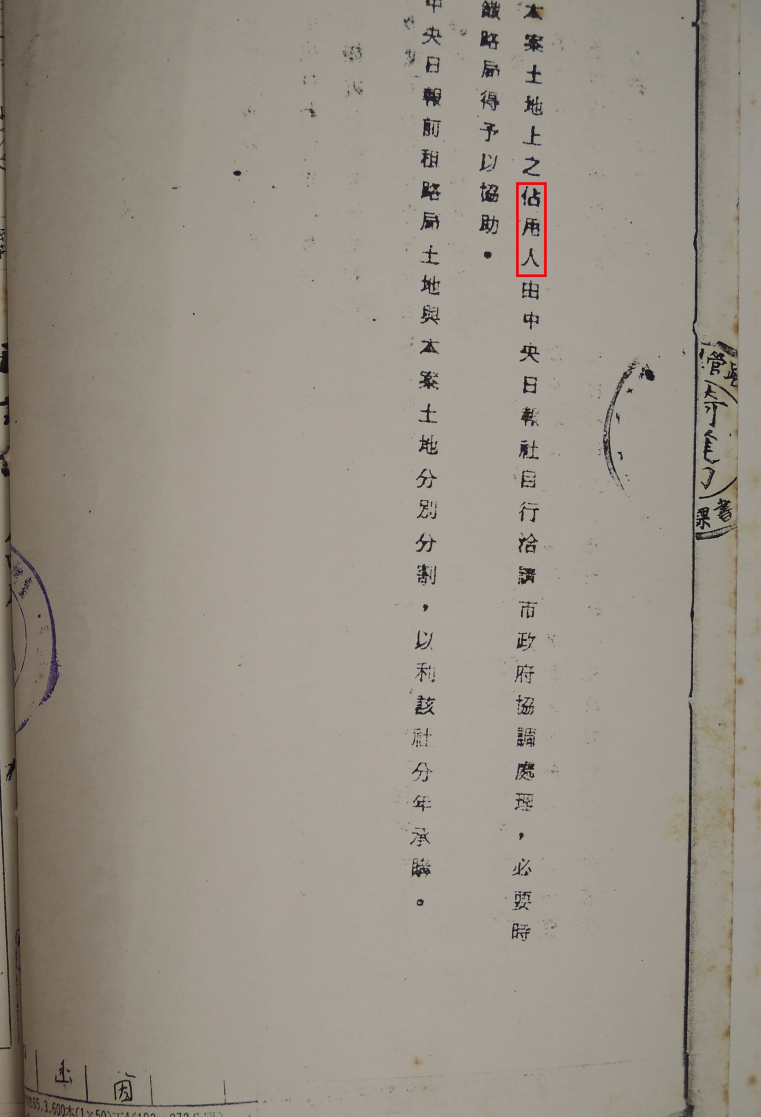 本案土地上之佔用人由中央日報社自行洽請市政府協調處理，必要時
鐵路局得予以協助。
中央日報前租路局土地與本案土地分別分割，以利該社分年承購。